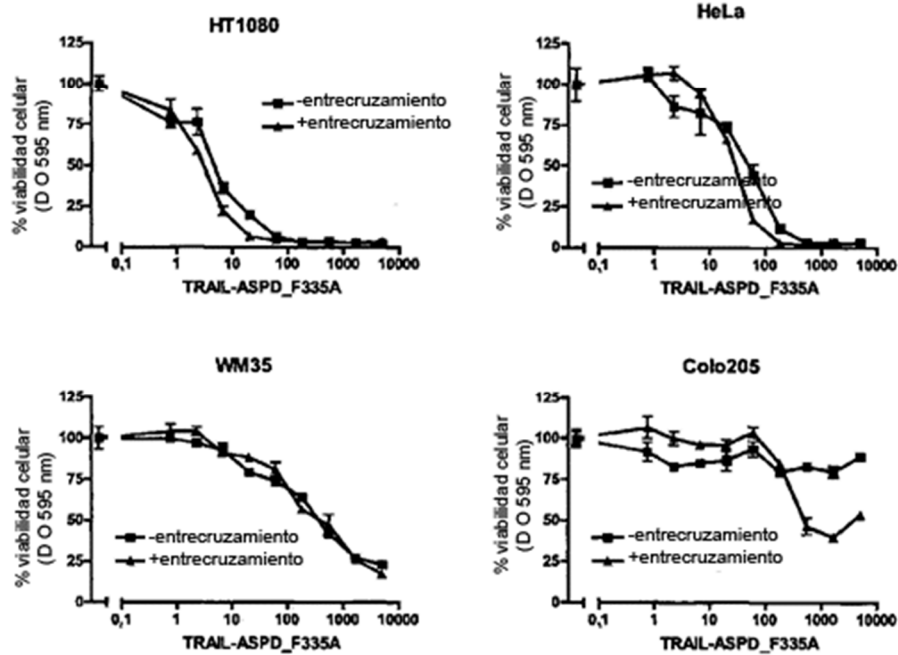 HT1080
% viabilidad celular
(D O 595 nm)
125
100
75
50
25
0
-entrecruzamiento
+entrecruzamiento
0,1 1 10 100 1000 10000
TRAIL-ASPD_F335A
HeLa
% viabilidad celular
(D O 595 nm)
125
100
75
50
25
0
-entrecruzamiento
+entrecruzamiento
0,1 1 10 100 1000 10000
TRAIL-ASPD_F335A
WM35
% viabilidad celular
(D O 595 nm)
125
100
75
50
25
0
-entrecruzamiento
+entrecruzamiento
0,1 1 10 100 1000 10000
TRAIL-ASPD_F335A
Colo205
% viabilidad celular
(D O 595 nm)
125
100
75
50
25
0
-entrecruzamiento
+entrecruzamiento
0,1 1 10 100 1000 10000
TRAIL-ASPD_F335A